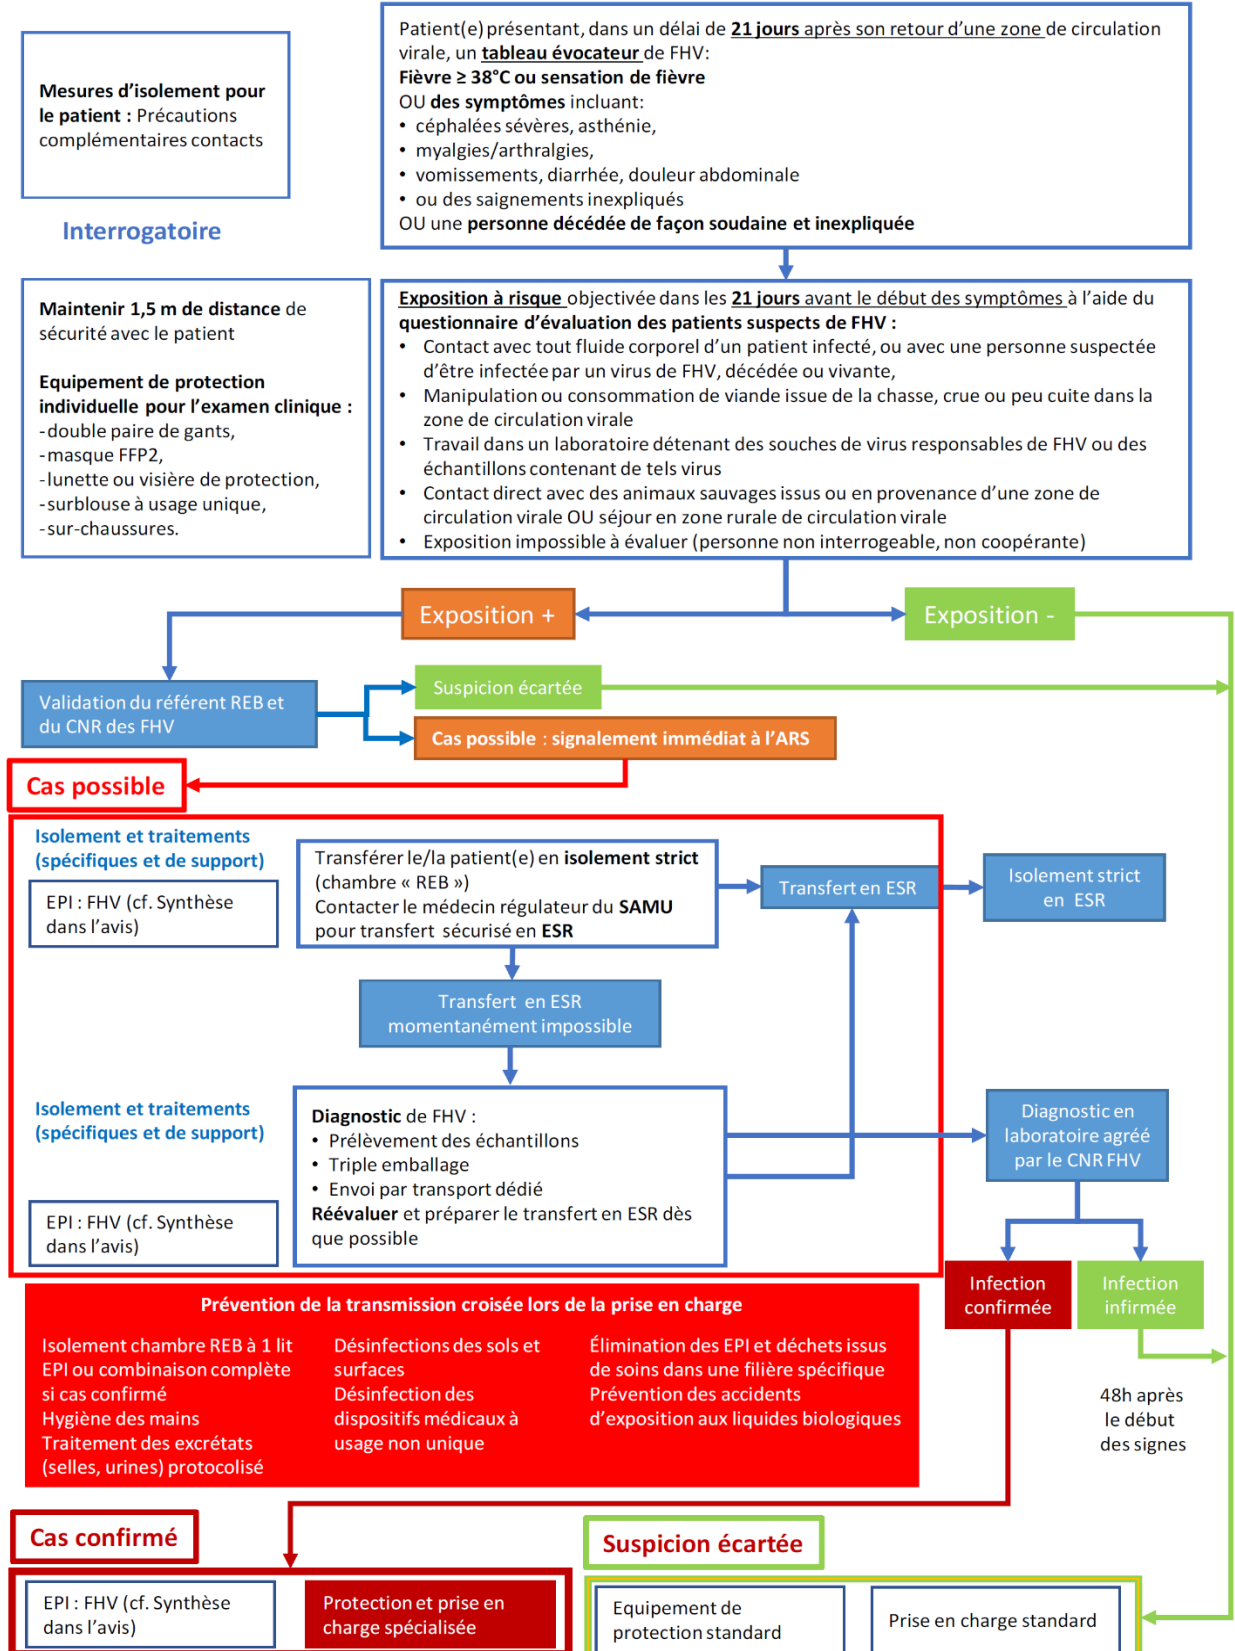 Mesures d’isolement pour
le patient : Précautions
complémentaires contacts
Patient(e) présentant, dans un délai de 21 jours après son retour d’une zone de circulation
virale, un tableau évocateur de FHV:
Fièvre ≥ 38°C ou sensation de fièvre
OU des symptômes incluant:
• céphalées sévères, asthénie,
• myalgies/arthralgies,
• vomissements, diarrhée, douleur abdominale
• ou des saignements inexpliqués
OU une personne décédée de façon soudaine et inexpliquée
Interrogatoire
Maintenir 1,5 m de distance de
sécurité avec le patient
Equipement de protection
individuelle pour l’examen clinique :
-double paire de gants,
-masque FFP2,
-lunette ou visière de protection,
-surblouse à usage unique,
-sur-chaussures.
Exposition à risque objectivée dans les 21 jours avant le début des symptômes à l’aide du
questionnaire d’évaluation des patients suspects de FHV :
• Contact avec tout fluide corporel d’un patient infecté, ou avec une personne suspectée
d’être infectée par un virus de FHV, décédée ou vivante,
• Manipulation ou consommation de viande issue de la chasse, crue ou peu cuite dans la
zone de circulation virale
• Travail dans un laboratoire détenant des souches de virus responsables de FHV ou des
échantillons contenant de tels virus
• Contact direct avec des animaux sauvages issus ou en provenance d’une zone de
circulation virale OU séjour en zone rurale de circulation virale
• Exposition impossible à évaluer (personne non interrogeable, non coopérante)
Exposition +
Exposition -
Validation du référent REB et
du CNR des FHV
Suspicion écartée
Cas possible : signalement immédiat à l’ARS
Cas possible
Isolement et traitements
(spécifiques et de support)
EPI : FHV (cf. Synthèse
dans l’avis)
Transférer le/la patient(e) en isolement strict
(chambre « REB »)
Contacter le médecin régulateur du SAMU
pour transfert sécurisé en ESR
Transfert en ESR
Isolement strict
en ESR
Transfert en ESR
momentanément impossible
Isolement et traitements
(spécifiques et de support)
EPI : FHV (cf. Synthèse
dans l’avis)
Diagnostic de FHV :
• Prélèvement des échantillons
• Triple emballage
• Envoi par transport dédié
Réévaluer et préparer le transfert en ESR dès
que possible
Diagnostic en
laboratoire agréé
par le CNR FHV
Infection
confirmée
Infection
infirmée
48h après
le début
des signes
Prévention de la transmission croisée lors de la prise en charge
Isolement chambre REB à 1 lit
EPI ou combinaison complète
si cas confirmé
Hygiène des mains
Traitement des excrétats
(selles, urines) protocolisé
Désinfections des sols et
surfaces
Désinfection des
dispositifs médicaux à
usage non unique
Élimination des EPI et déchets issus
de soins dans une filière spécifique
Prévention des accidents
d’exposition aux liquides biologiques
Cas confirmé
EPI : FHV (cf. Synthèse
dans l’avis)
Protection et prise en
charge spécialisée
Suspicion écartée
Equipement de
protection standard
Prise en charge standard